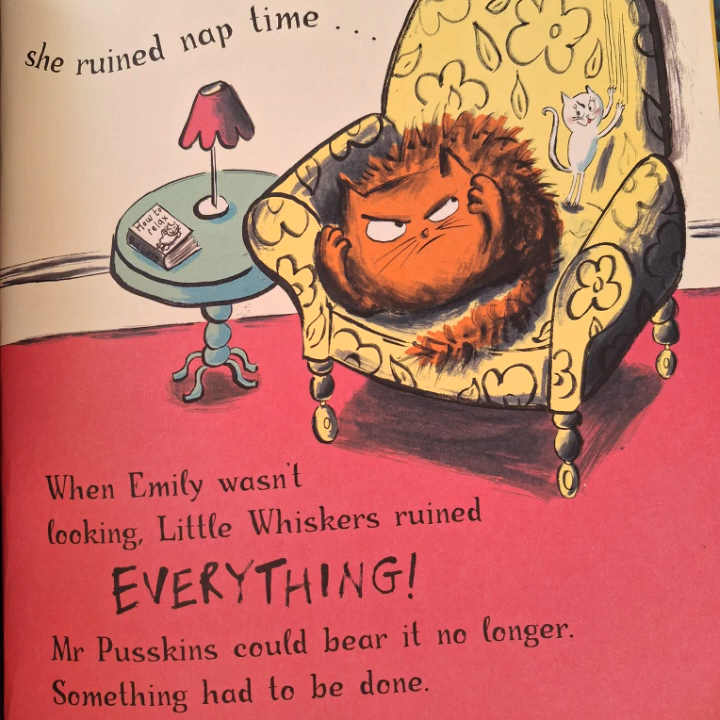 she ruined nap time . . .
How to
relax
When Emily wasn't
looking, Little Whiskers ruined
EVERYTHING!
Mr Pusskins could bear it no longer.
Something had to be done.